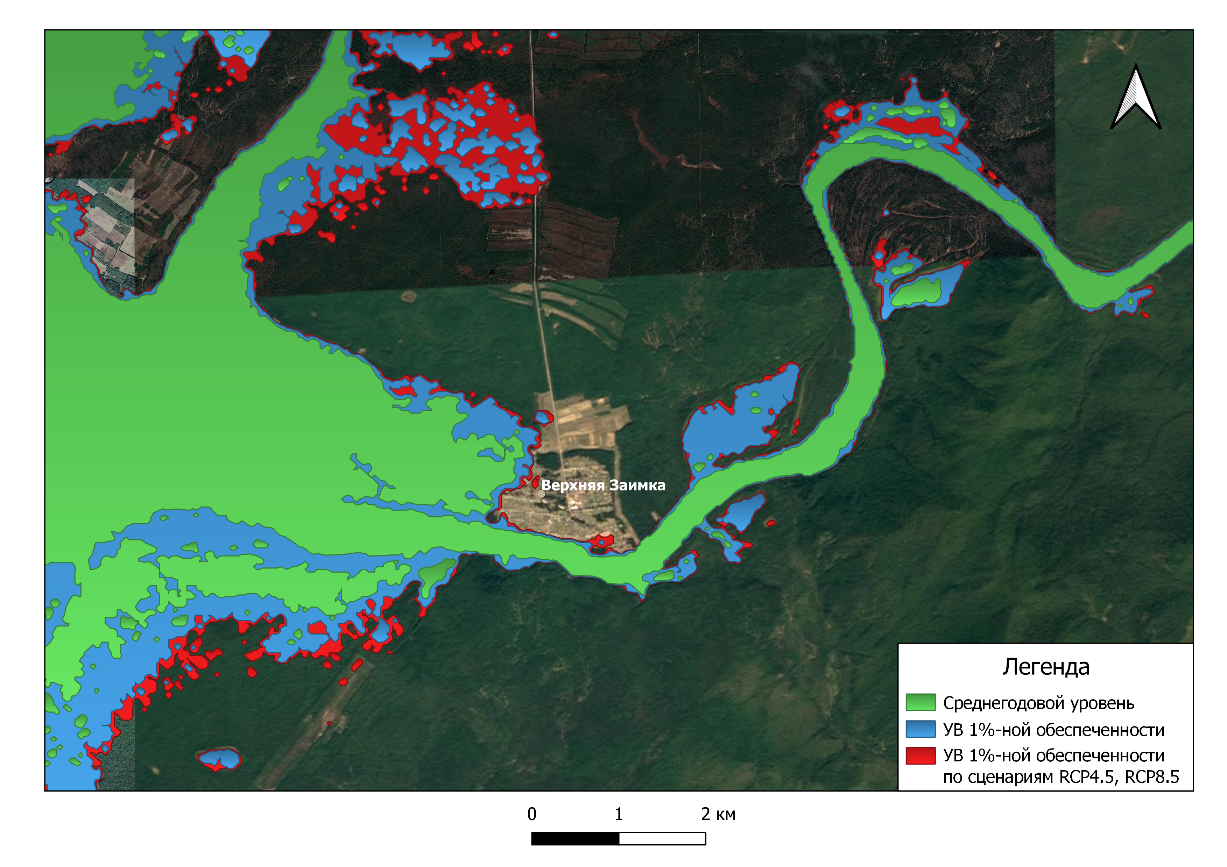 Верхняя Заимка
Легенда
Среднегодовой уровень
УВ 1%-ной обеспеченности
УВ 1%-ной обеспеченности
по сценариям RCP4.5, RCP8.5
0 1 2 км